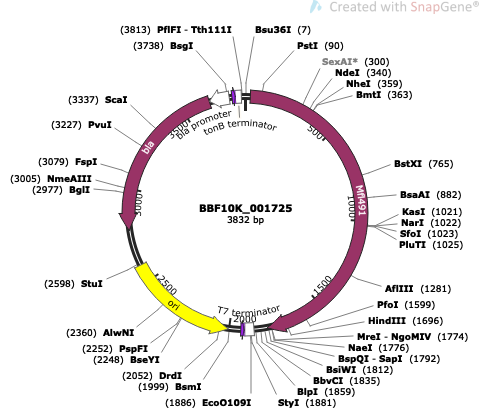 Created with SnapGene®
(3813) PflFI - Tth111I
Bsu36I (7)
(3738) BsgI
PstI (90)
SexAI* (300)
NdeI (340)
NheI (359)
BmtI (363)
(3337) ScaI
(3227) PvuI
(3079) FspI
(3005) NmeAIII
(2977) BglI
bla promoter
tonB terminator
3500
500
bla
BstXI (765)
BsaAI (882)
Mfi491
1000
KasI (1021)
NarI (1022)
SfoI (1023)
PluTI (1025)
3000
BBF10K_001725
3832 bp
AflIII (1281)
PfoI (1599)
HindIII (1696)
(2598) StuI
2500
1500
ori
T7 terminator
2000
(2360) AlwNI
(2252) PspFI
(2248) BseYI
(2052) DrdI
(1999) BsmI
(1886) EcoO109I
MreI - NgoMIV (1774)
NaeI (1776)
BspQI - SapI (1792)
BsiWI (1812)
BbvCI (1835)
BlpI (1859)
StyI (1881)